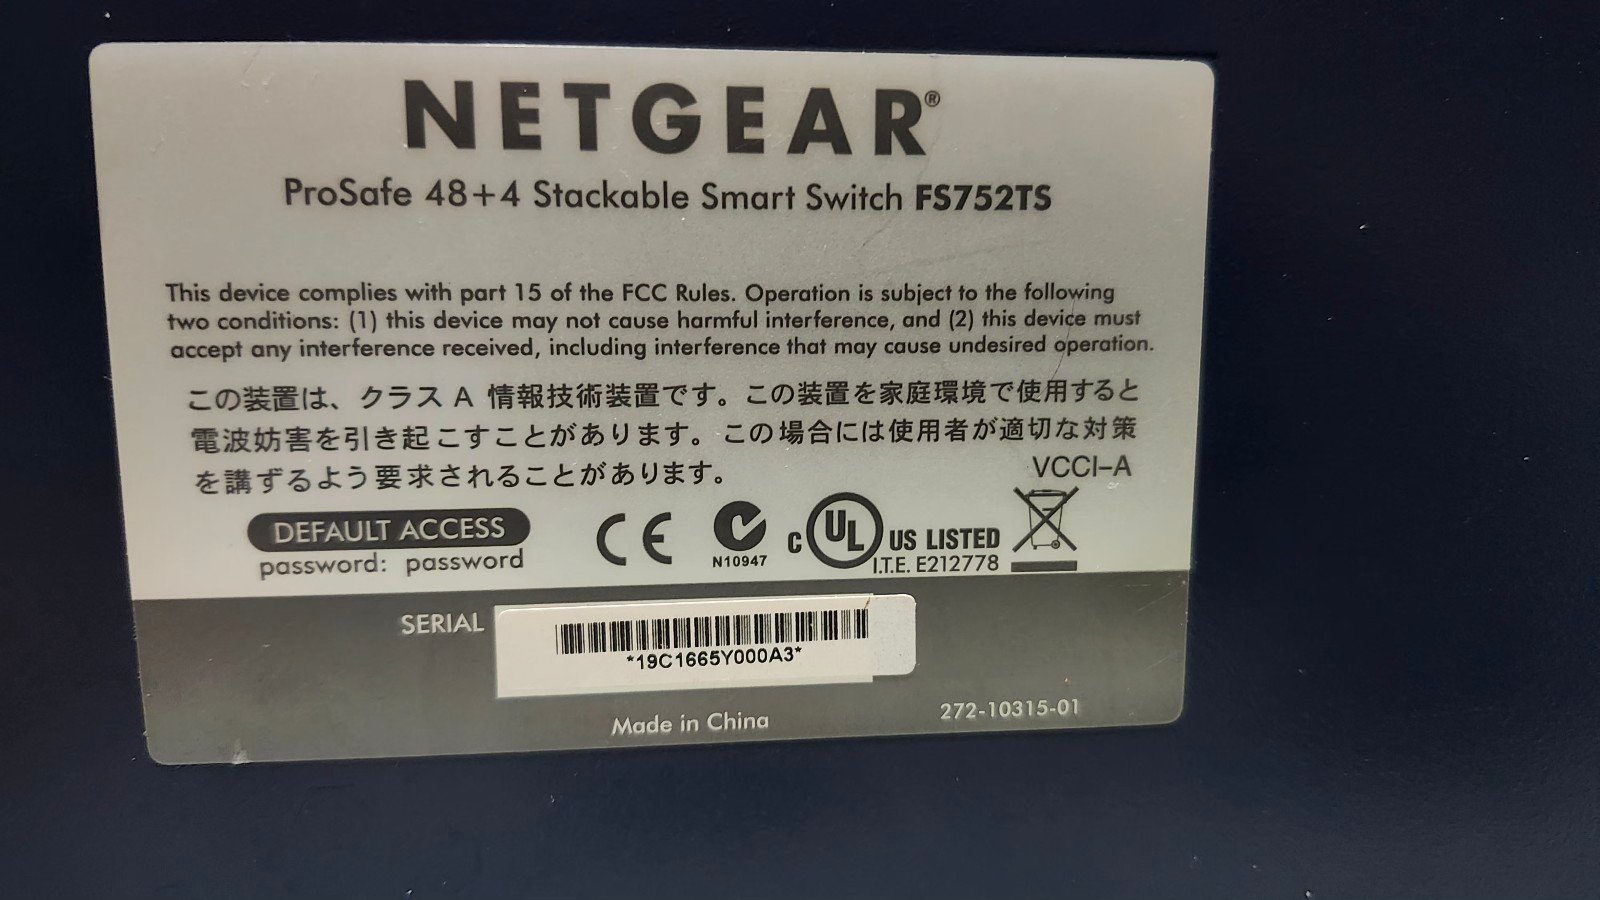 NETGEAR®
ProSafe 48+4 Stackable Smart Switch FS752TS
This device complies with part 15 of the FCC Rules. Operation is subject to the following
two conditions: (1) this device may not cause harmful interference, and (2) this device must
accept any interference received, including interference that may cause undesired operation.
この装置は、クラス A 情報技術装置です。この装置を家庭環境で使用すると
電波妨害を引き起こすことがあります。この場合には使用者が適切な対策
を講ずるよう要求されることがあります。
VCCI-A
DEFAULT ACCESS
password: password
CE
N10947
C UL US LISTED
I.T.E. E212778
SERIAL
*19C1665Y000A3*
Made in China
272-10315-01